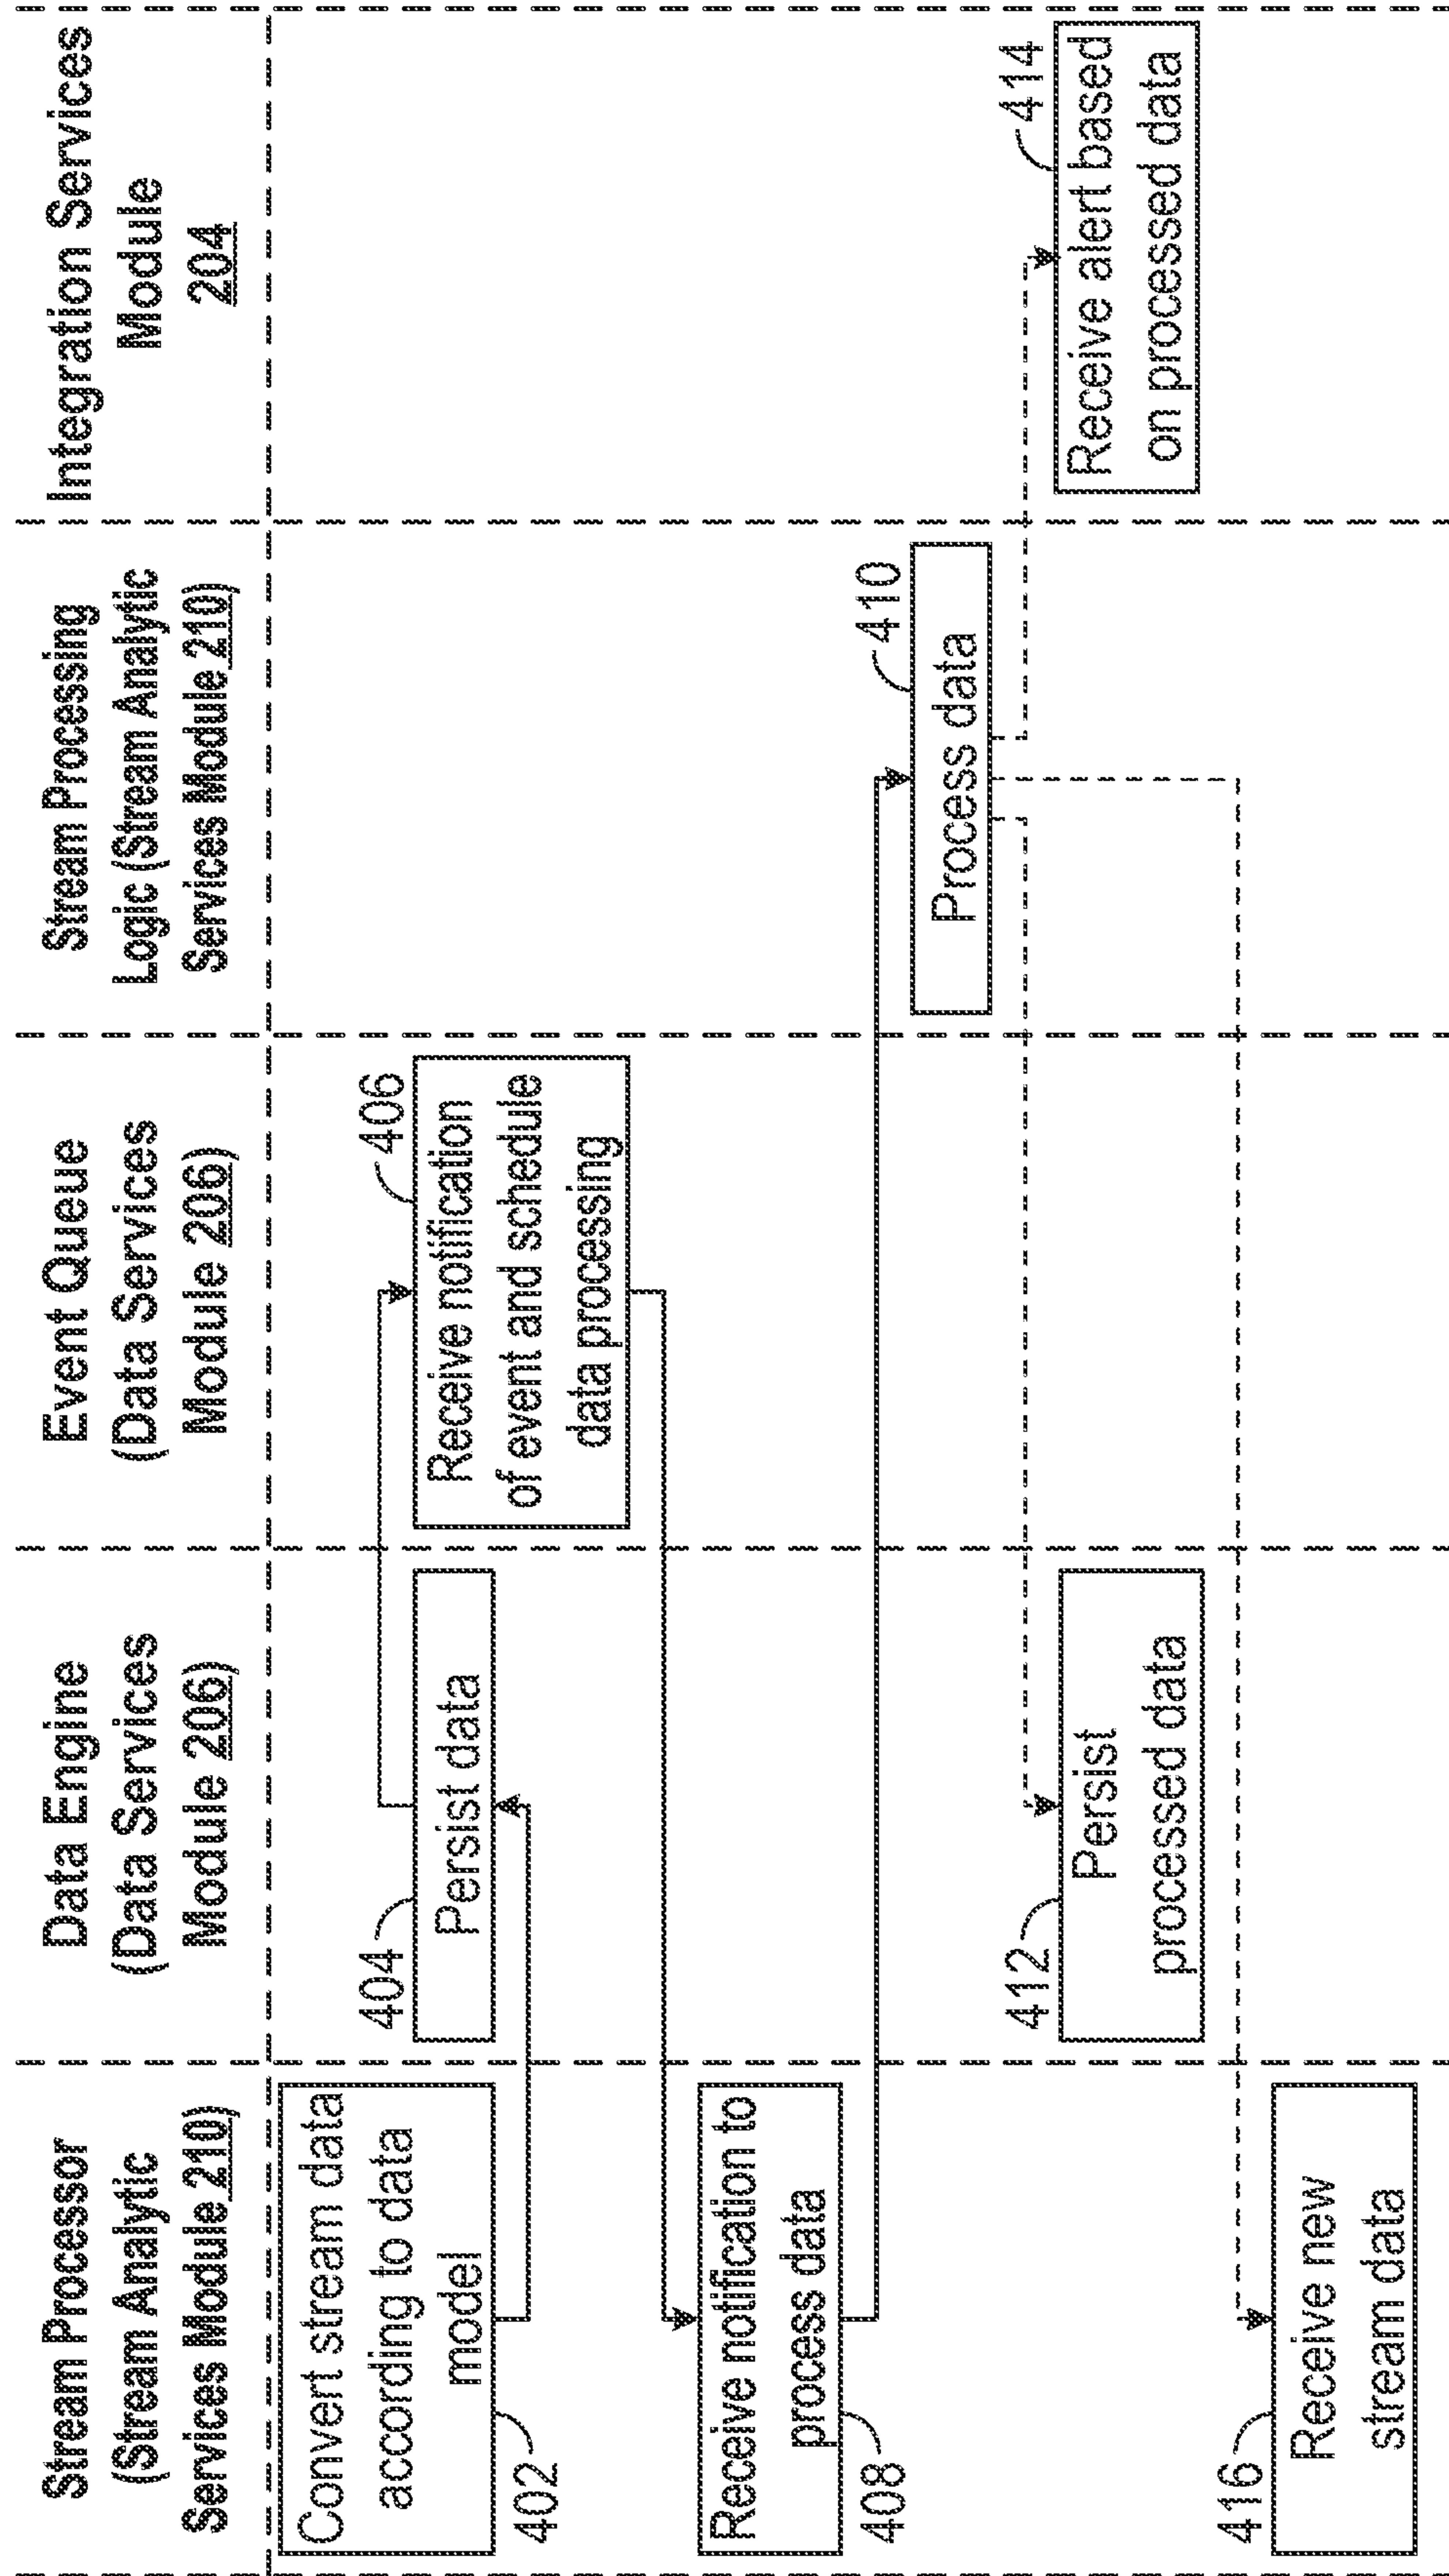 Stream Processor
(Stream Analytic
Services Module 210)
Data Engine
(Data Services
Module 206)
Event Queue
(Data Services
Module 206)
Stream Processing
Logic (Stream Analytic
Services Module 210)
Integration Services
Module
204
Convert stream data
according to data
model
402
404
Persist data
406
Receive notification
of event and schedule
data processing
Receive notification to
process data
408
410
Process data
412
Persist
processed data
414
Receive alert based
on processed data
416
Receive new
stream data